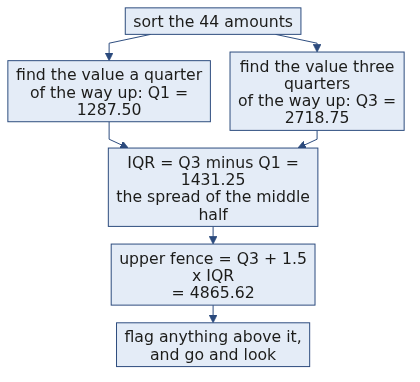 sort the 44 amounts
find the value a quarter
of the way up: Q1 =
1287.50
find the value three
quarters
of the way up: Q3 =
2718.75
IQR = Q3 minus Q1 =
1431.25
the spread of the middle
half
upper fence = Q3 + 1.5
x IQR
= 4865.62
flag anything above it,
and go and look